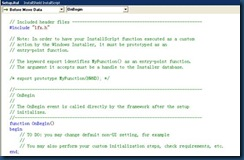 Setup.Rul InstallShield InstallScript
Before Move Data OnBegin
// Included header files ----------------------------------------
#include "ifx.h"
// Note: In order to have your InstallScript function executed as a custom
// action by the Windows Installer, it must be prototyped as an
// entry-point function.
// The keyword export identifies MyFunction() as an entry-point function.
// The argument it accepts must be a handle to the Installer database.
/* export prototype MyFunction(HWND); */
//
// OnBegin
//
// The OnBegin event is called directly by the framework after the setup
// initializes.
//
function OnBegin()
begin
// TO DO: you may change default non-UI setting, for example
//
// You may also perform your custom initialization steps, check requirements, etc.
end;